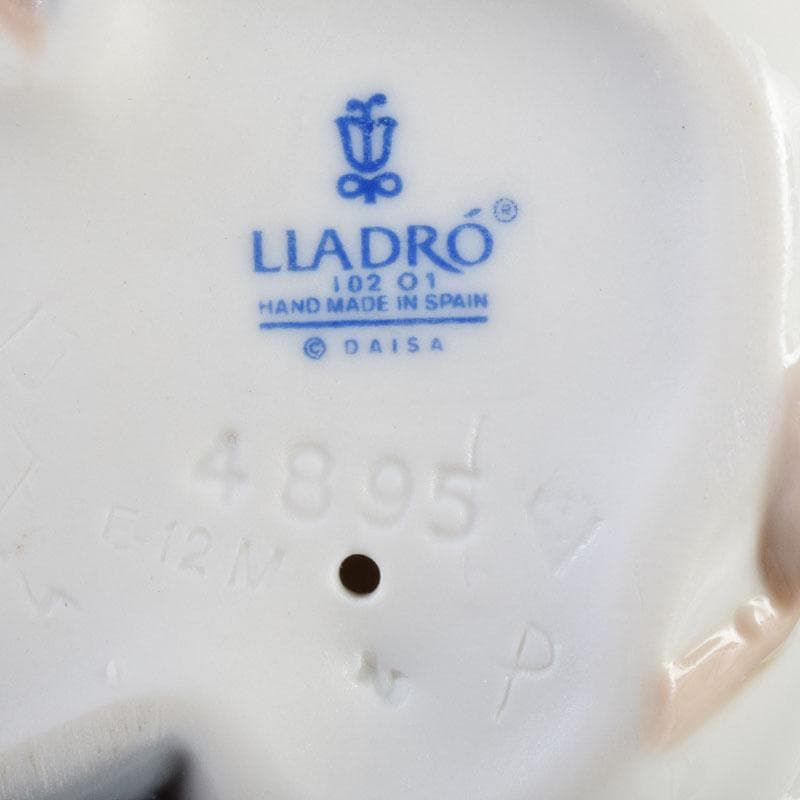 LLADRÓ®
102 01
HAND MADE IN SPAIN
© DAISA
4895
E-12 M
P